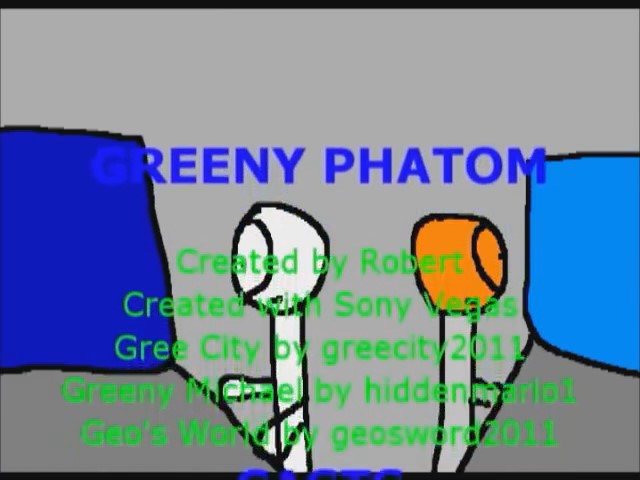 GREENY PHATOM
Created by Robert
Created with Sony Vegas
Gree City by greecity2011
Greeny Michael by hiddenmario1
Geo's World by geosword2011
CASTS